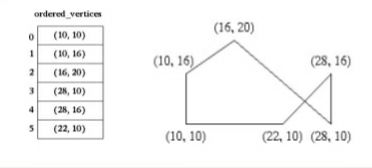 ordered_vertices
0 (10, 10)
1 (10, 16)
2 (16, 20)
3 (28, 10)
4 (28, 16)
5 (22, 10)
(16, 20)
(10, 16)
(28, 16)
(10, 10)
(22, 10)
(28, 10)